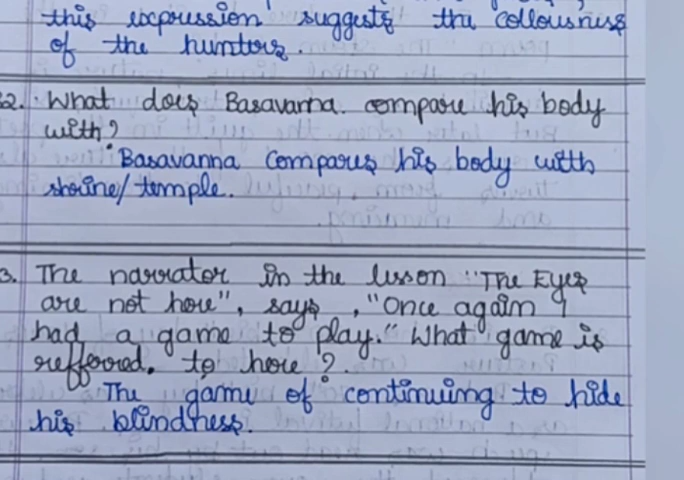 this expression suggests the collousness
of the hunters.
2. What does Basavanna compare his body
with?
Basavanna compares his body with
shrine/temple.
3. The narrator in the lesson "The Eyes
are not here", says, "Once again I
had a game to play." What game is
reffered. to here?
The game of continuing to hide
his blindness.